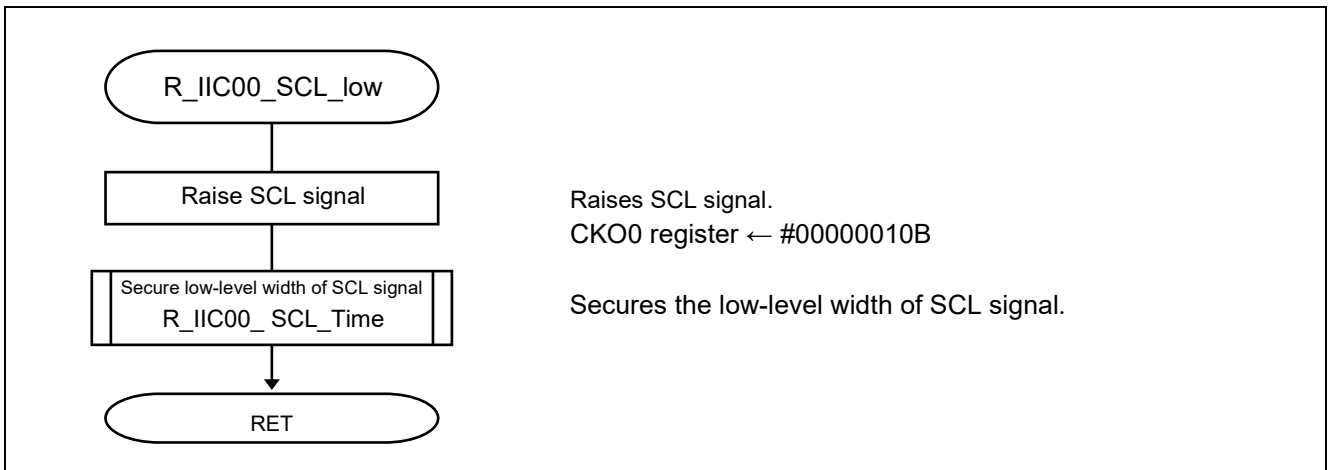 R_IIC00_SCL_low
Raise SCL signal
Raises SCL signal.
CKO0 register ← #00000010B
Secure low-level width of SCL signal
R_IIC00_ SCL_Time
Secures the low-level width of SCL signal.
RET